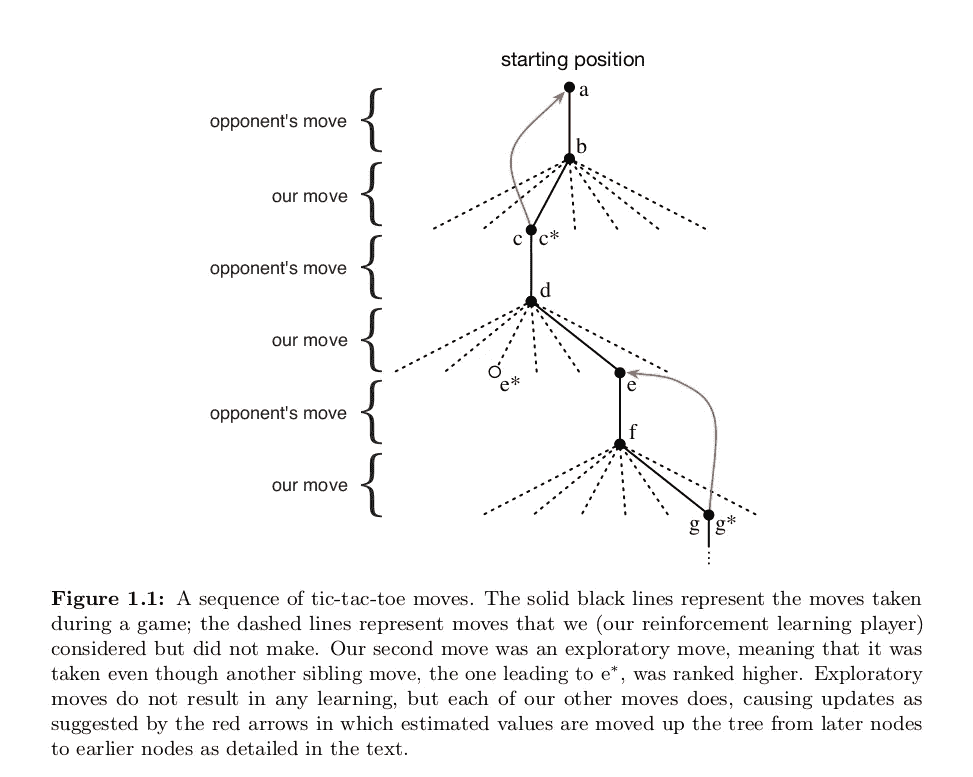 starting position
a
opponent's move
b
our move
c c*
opponent's move
d
our move
e*
e
opponent's move
f
our move
g g*
Figure 1.1: A sequence of tic-tac-toe moves. The solid black lines represent the moves taken
during a game; the dashed lines represent moves that we (our reinforcement learning player)
considered but did not make. Our second move was an exploratory move, meaning that it was
taken even though another sibling move, the one leading to e*, was ranked higher. Exploratory
moves do not result in any learning, but each of our other moves does, causing updates as
suggested by the red arrows in which estimated values are moved up the tree from later nodes
to earlier nodes as detailed in the text.